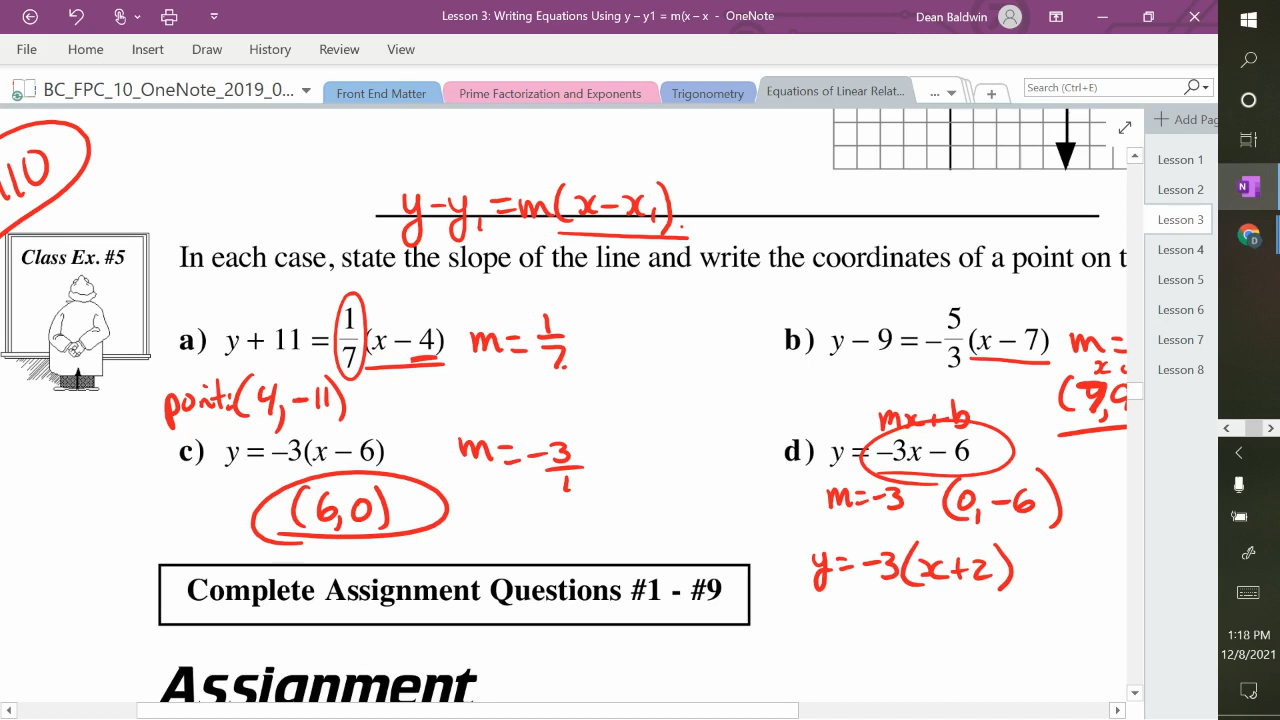 Lesson 3: Writing Equations Using y – y1 = m(x – x - OneNote
Dean Baldwin
File Home Insert Draw History Review View
BC_FPC_10_OneNote_2019_0...
Front End Matter
Prime Factorization and Exponents
Trigonometry
Equations of Linear Relat...
...
Search (Ctrl+E)
Add Pag
Lesson 1
Lesson 2
Lesson 3
Lesson 4
Lesson 5
Lesson 6
Lesson 7
Lesson 8
110
y-y₁=m(x-x₁).
Class Ex. #5
In each case, state the slope of the line and write the coordinates of a point on t
a) y + 11 = 1/7 (x – 4) m = 1/7
point: (4, -11)
b) y – 9 = –5/3 (x – 7) m =
c) y = –3(x – 6) m = -3/1
(6,0)
mx+b
d) y = –3x – 6
m=-3 (0, -6)
y = -3(x+2)
Complete Assignment Questions #1 - #9
Assignment
1:18 PM
12/8/2021